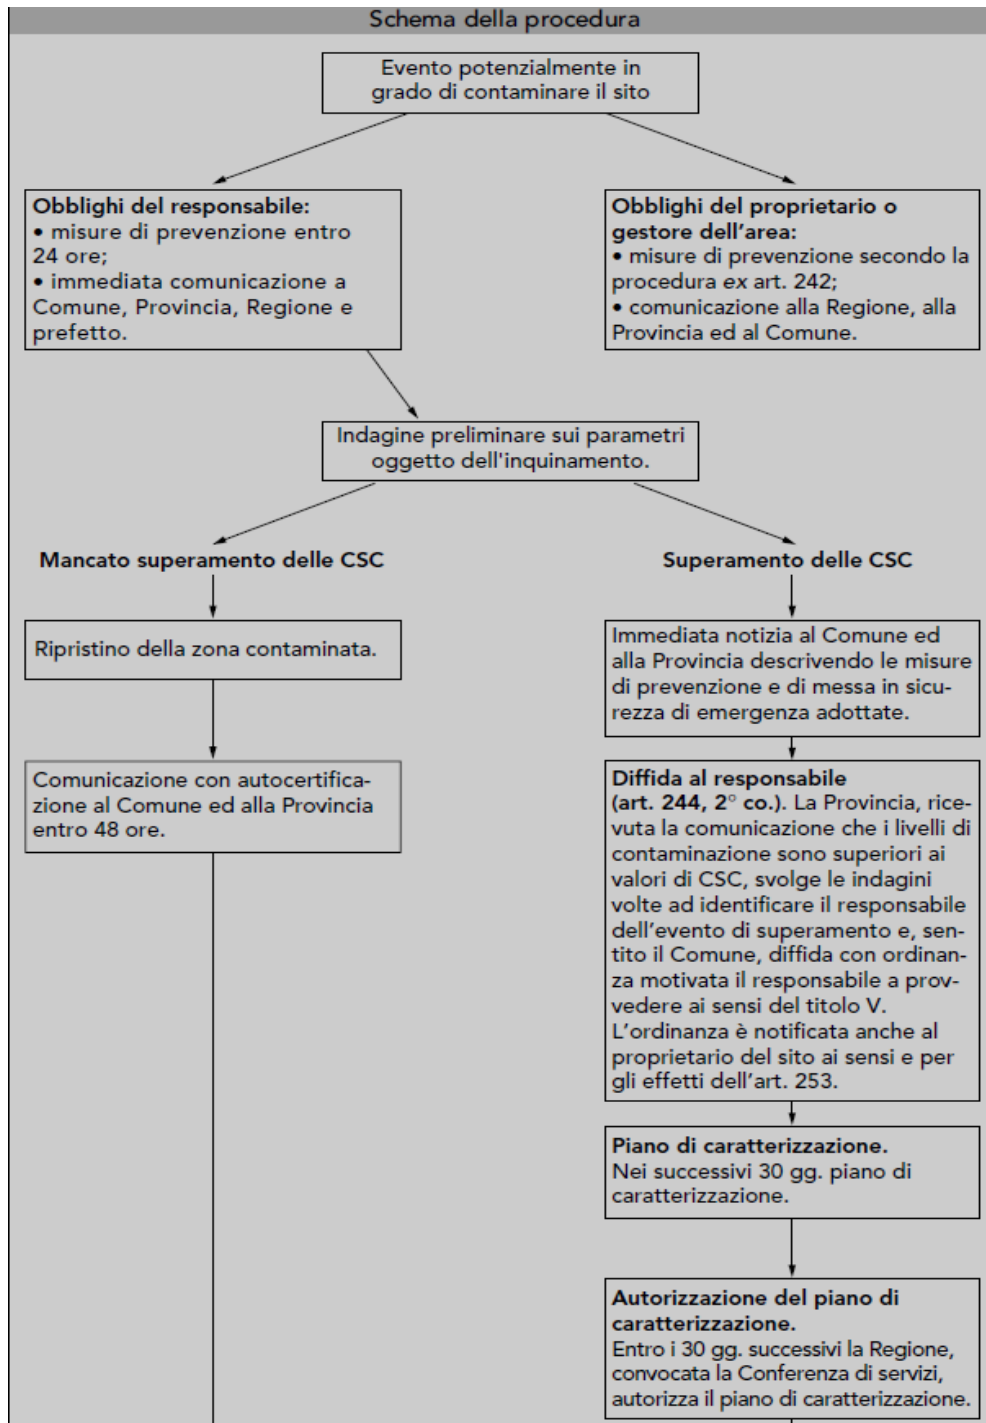 Schema della procedura
Evento potenzialmente in
grado di contaminare il sito
Obblighi del responsabile:
• misure di prevenzione entro
24 ore;
• immediata comunicazione a
Comune, Provincia, Regione e
prefetto.
Obblighi del proprietario o
gestore dell'area:
• misure di prevenzione secondo la
procedura ex art. 242;
• comunicazione alla Regione, alla
Provincia ed al Comune.
Indagine preliminare sui parametri
oggetto dell'inquinamento.
Mancato superamento delle CSC
Superamento delle CSC
Ripristino della zona contaminata.
Immediata notizia al Comune ed
alla Provincia descrivendo le misure
di prevenzione e di messa in sicu-
rezza di emergenza adottate.
Comunicazione con autocertifica-
zione al Comune ed alla Provincia
entro 48 ore.
Diffida al responsabile
(art. 244, 2° co.). La Provincia, rice-
vuta la comunicazione che i livelli di
contaminazione sono superiori ai
valori di CSC, svolge le indagini
volte ad identificare il responsabile
dell'evento di superamento e, sen-
tito il Comune, diffida con ordinan-
za motivata il responsabile a prov-
vedere ai sensi del titolo V.
L'ordinanza è notificata anche al
proprietario del sito ai sensi e per
gli effetti dell'art. 253.
Piano di caratterizzazione.
Nei successivi 30 gg. piano di
caratterizzazione.
Autorizzazione del piano di
caratterizzazione.
Entro i 30 gg. successivi la Regione,
convocata la Conferenza di servizi,
autorizza il piano di caratterizzazione.